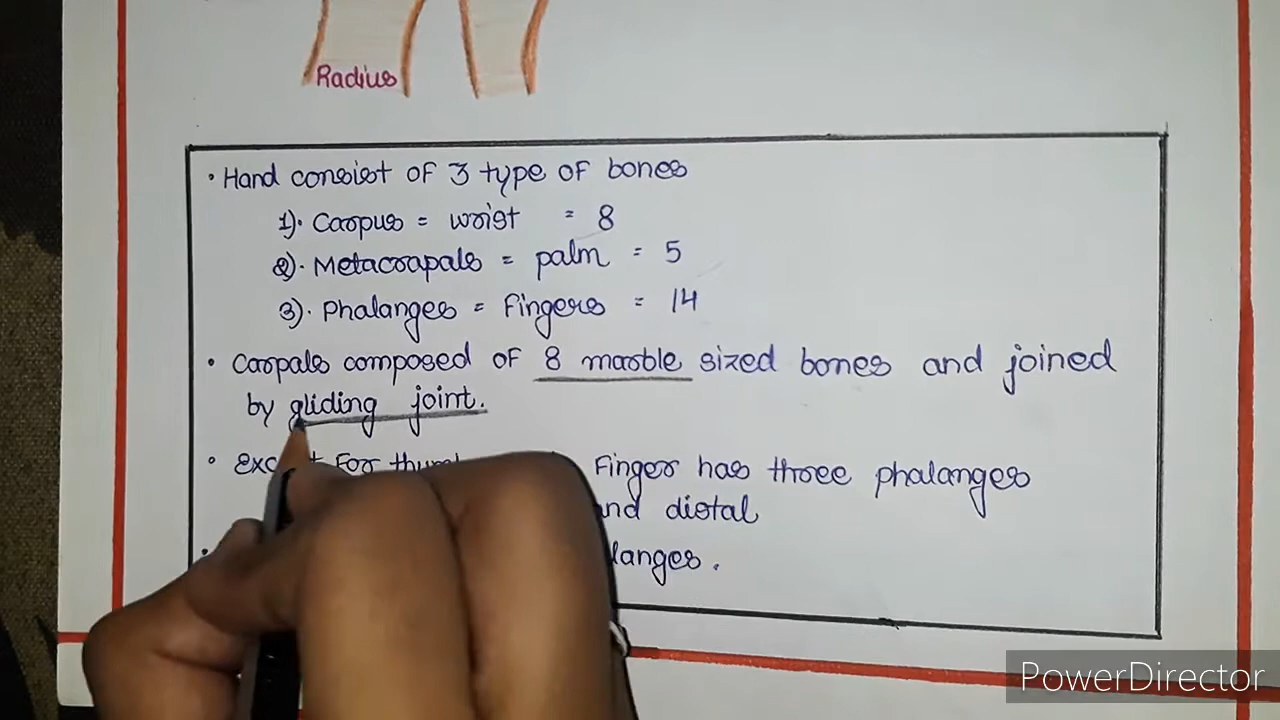 Radius
• Hand consist of 3 type of bones
1). Carpus = wrist = 8
2). Metacarapals = palm = 5
3). Phalanges = Fingers = 14
• Carpals composed of 8 marble sized bones and joined
by gliding joint.
• For Finger has three phalanges
and distal
PowerDirector